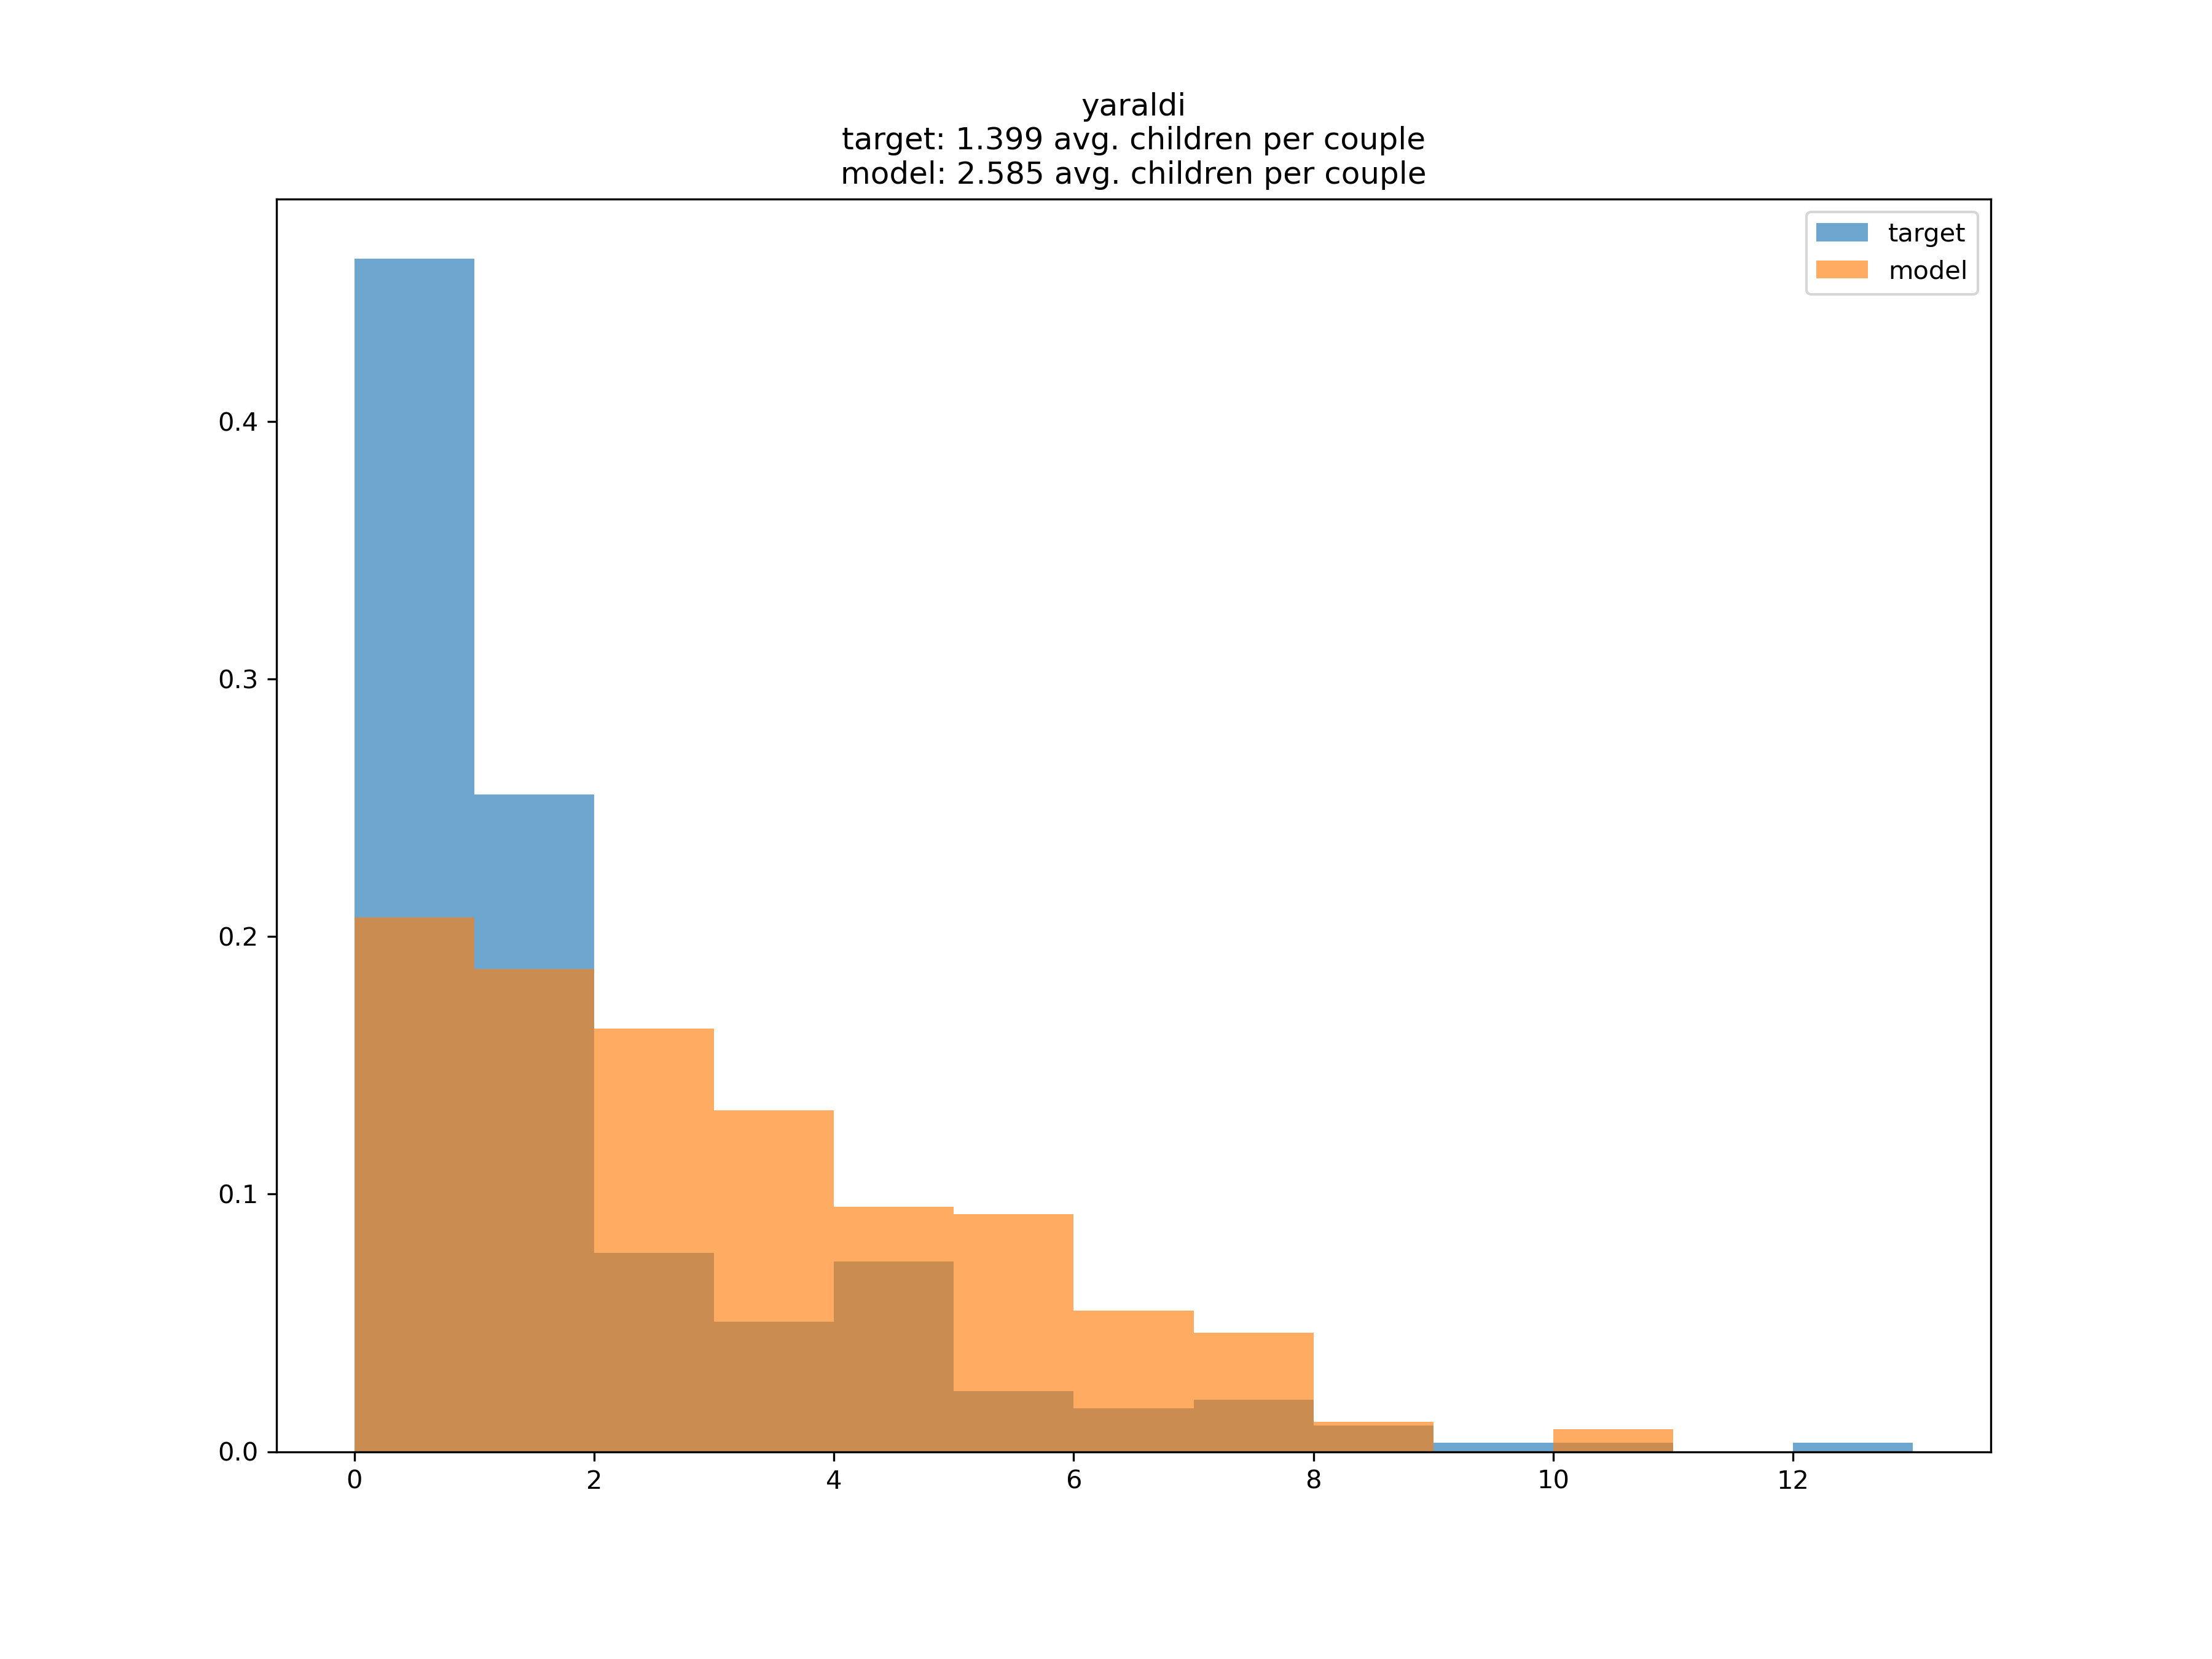 yaraldi
target: 1.399 avg. children per couple
model: 2.585 avg. children per couple
target
model
0.4
0.3
0.2
0.1
0.0
0 2 4 6 8 10 12